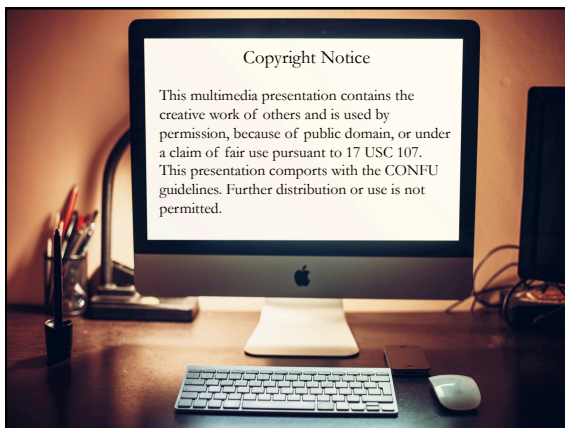 Copyright Notice
This multimedia presentation contains the
creative work of others and is used by
permission, because of public domain, or under
a claim of fair use pursuant to 17 USC 107.
This presentation comports with the CONFU
guidelines. Further distribution or use is not
permitted.